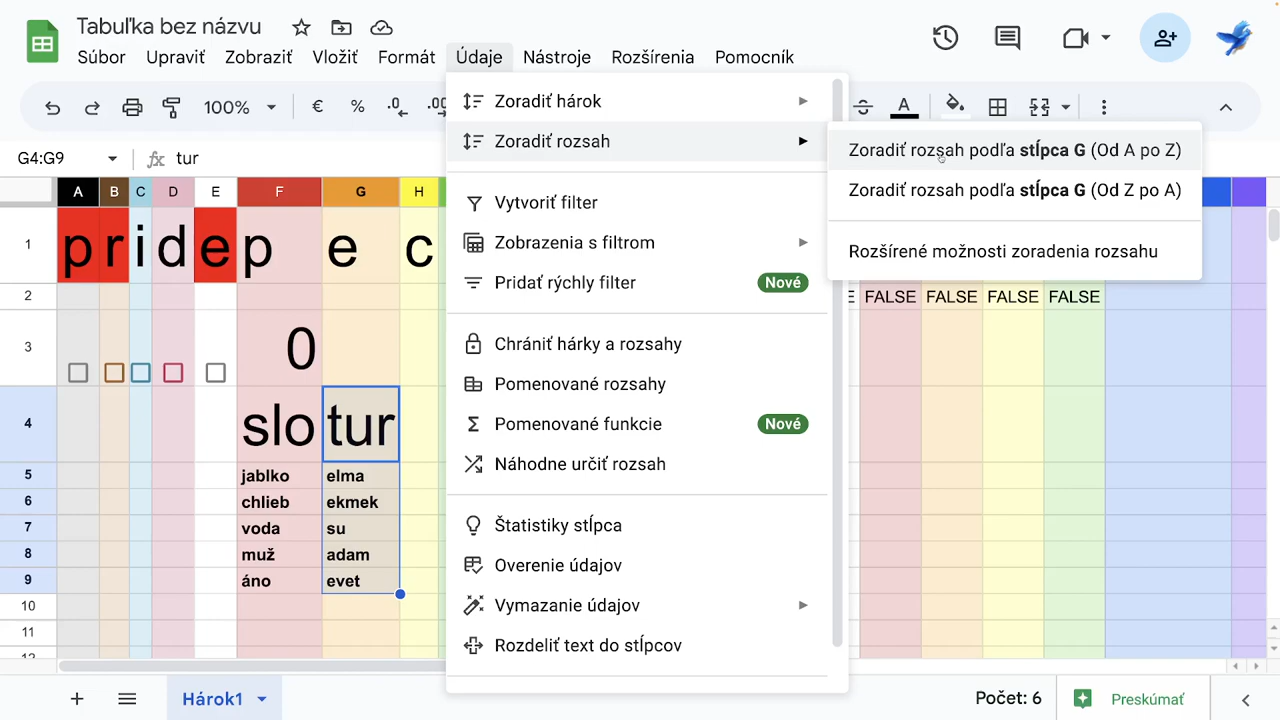 Tabuľka bez názvu
Súbor Upraviť Zobraziť Vložiť Formát Údaje Nástroje Rozšírenia Pomocník
100% € % .0 .00 A
G4:G9 fx tur
A B C D E F G H
1 p r i d e p e c
2 FALSE FALSE FALSE FALSE
3 0
4 slo tur
5 jablko elma
6 chlieb ekmek
7 voda su
8 muž adam
9 áno evet
10
11
12
Zoradiť hárok
Zoradiť rozsah
Vytvoriť filter
Zobrazenia s filtrom
Pridať rýchly filter Nové
Chrániť hárky a rozsahy
Pomenované rozsahy
Pomenované funkcie Nové
Náhodne určiť rozsah
Štatistiky stĺpca
Overenie údajov
Vymazanie údajov
Rozdeliť text do stĺpcov
Zoradiť rozsah podľa stĺpca G (Od A po Z)
Zoradiť rozsah podľa stĺpca G (Od Z po A)
Rozšírené možnosti zoradenia rozsahu
Hárok1 Počet: 6 Preskúmať